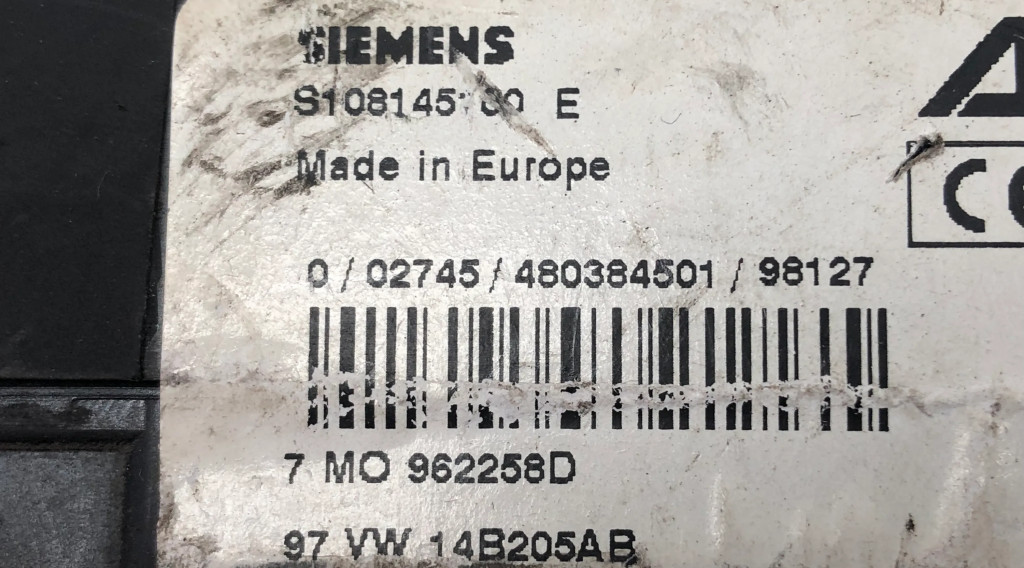 SIEMENS
E
Made in Europe
0 / 02745 / 480384501 / 98127
7 MO 962258D
97 VW 14B205AB